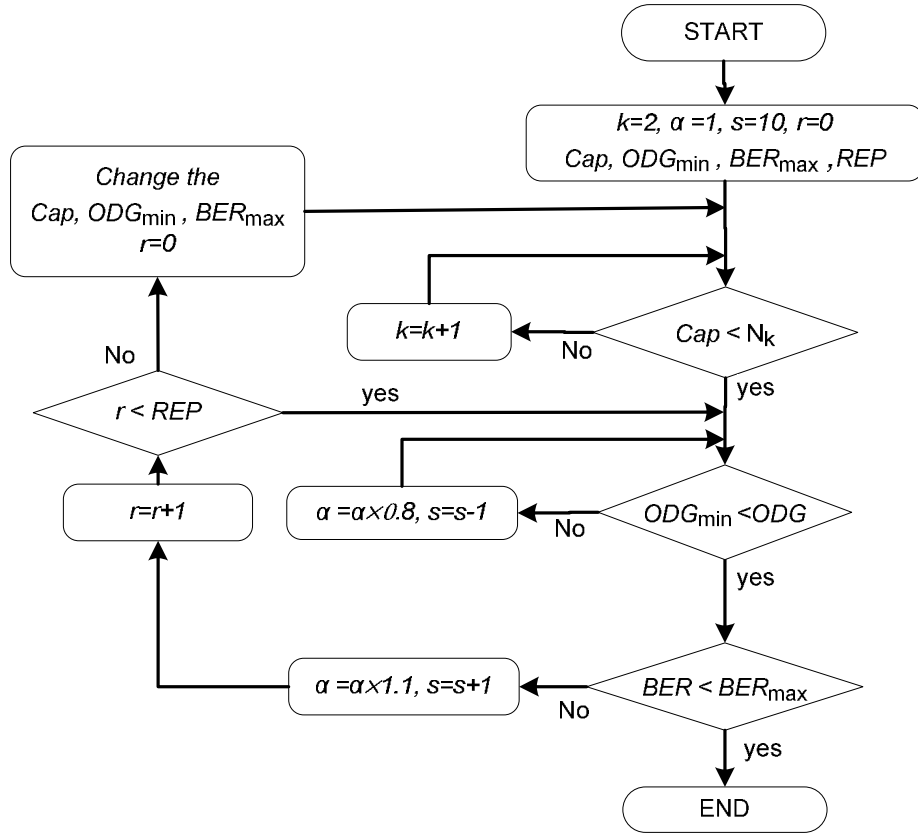 START
k=2, α =1, s=10, r=0
Cap, ODGmin , BERmax ,REP
Change the
Cap, ODGmin , BERmax
r=0
k=k+1
No
Cap < Nk
yes
No
r < REP
yes
r=r+1
α =α×0.8, s=s-1
No
ODGmin <ODG
yes
α =α×1.1, s=s+1
No
BER < BERmax
yes
END